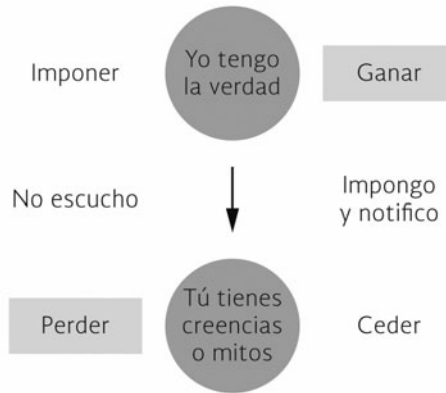 Imponer
Yo tengo
la verdad
Ganar
No escucho
Impongo
y notifico
Perder
Tú tienes
creencias
o mitos
Ceder